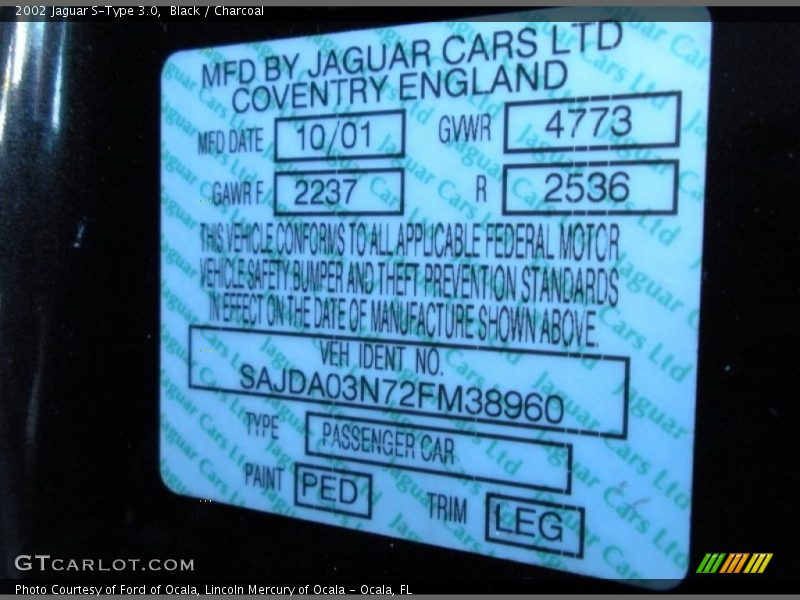 2002 Jaguar S-Type 3.0, Black / Charcoal
MFD BY JAGUAR CARS LTD
COVENTRY ENGLAND
MFD DATE 10/01 GVWR 4773
GAWR F 2237 R 2536
THIS VEHICLE CONFORMS TO ALL APPLICABLE FEDERAL MOTOR
VEHICLE SAFETY, BUMPER AND THEFT PREVENTION STANDARDS
IN EFFECT ON THE DATE OF MANUFACTURE SHOWN ABOVE.
VEH IDENT NO.
SAJDA03N72FM38960
TYPE PASSENGER CAR
PAINT PED TRIM LEG
GTCARLOT.COM
Photo Courtesy of Ford of Ocala, Lincoln Mercury of Ocala - Ocala, FL